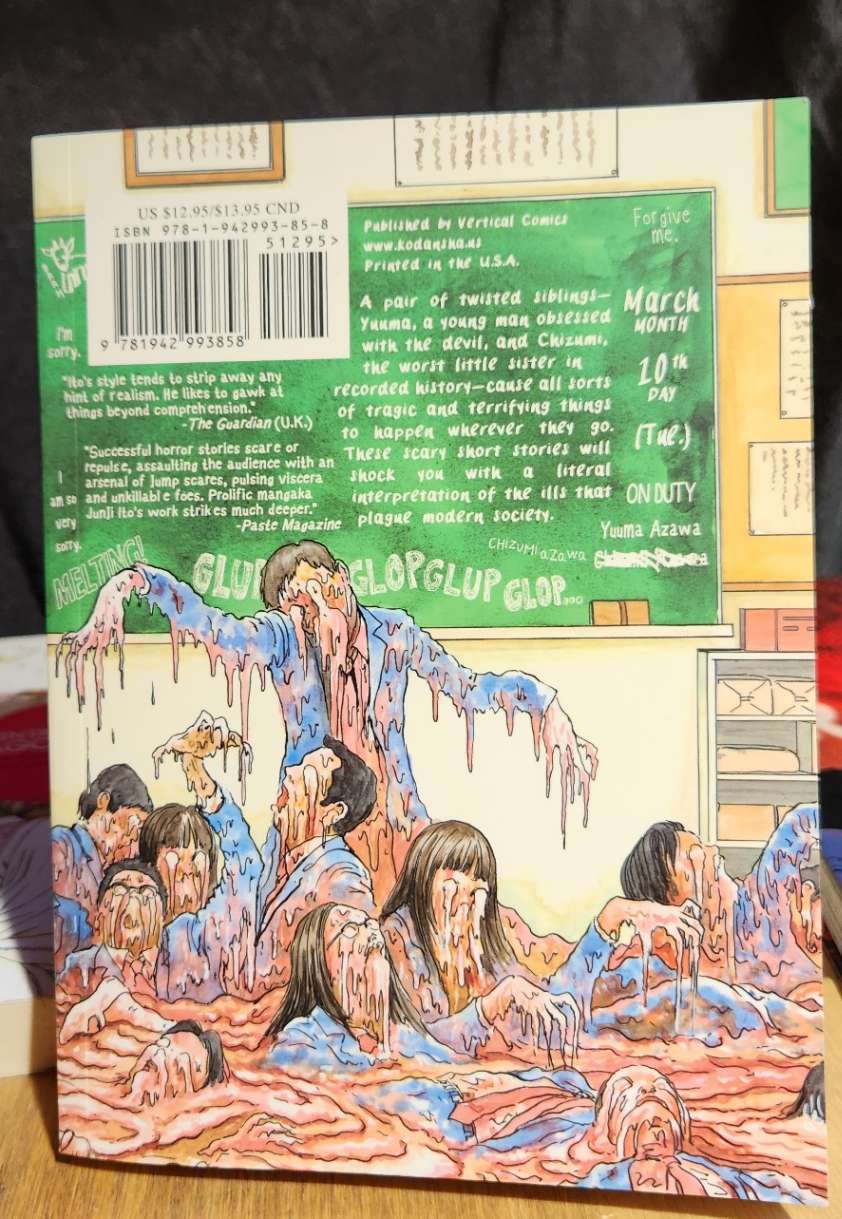 US $12.95/$13.95 CND
ISBN 978-1-942993-85-8
51295>
9 781942 993858
Published by Vertical Comics
www.kodansha.us
Printed in the U.S.A.
Forgive
me.
March
MONTH
10th
DAY
(Tue.)
ON DUTY
Yuuma Azawa
I'm
sorry.
"Ito's style tends to strip away any
hint of realism. He likes to gawk at
things beyond comprehension."
-The Guardian (U.K.)
"Successful horror stories scare or
repulse, assaulting the audience with an
arsenal of jump scares, pulsing viscera
and unkillable foes. Prolific mangaka
Junji Ito's work strikes much deeper."
-Paste Magazine
I
am so
very
sorry.
A pair of twisted siblings—
Yuuma, a young man obsessed
with the devil, and Chizumi,
the worst little sister in
recorded history—cause all sorts
of tragic and terrifying things
to happen wherever they go.
These scary short stories will
shock you with a literal
interpretation of the ills that
plague modern society.
CHIZUMI aZawa
MELTING!
GLUP GLOPGLUP GLOP...